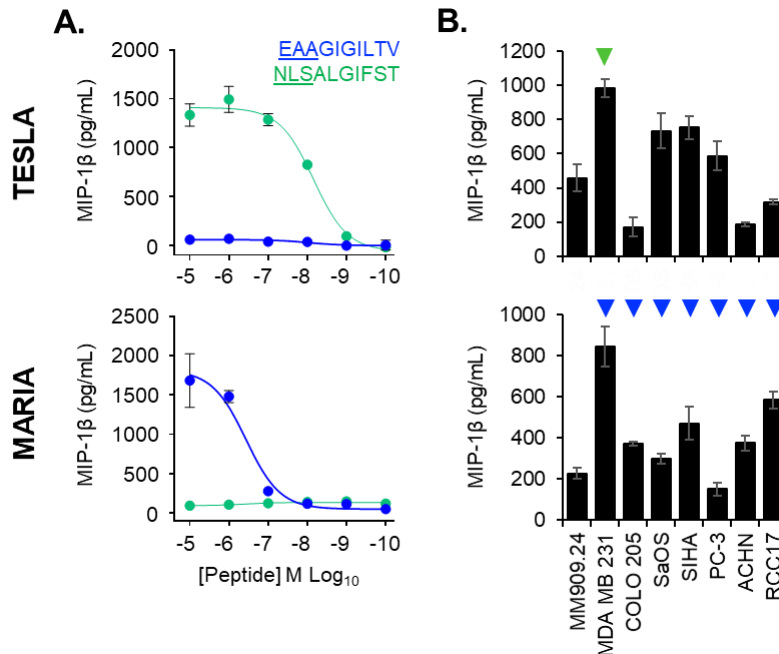 A.
B.
TESLA
EAAGIGILTV
NLSALGIFST
MIP-1β (pg/mL)
2000
1500
1000
500
0
-5 -6 -7 -8 -9 -10
MIP-1β (pg/mL)
1200
1000
800
600
400
200
0
MARIA
MIP-1β (pg/mL)
2500
2000
1500
1000
500
0
-5 -6 -7 -8 -9 -10
[Peptide] M Log10
MIP-1β (pg/mL)
1000
800
600
400
200
0
MM909.24
MDA MB 231
COLO 205
SaOS
SIHA
PC-3
ACHN
RCC17